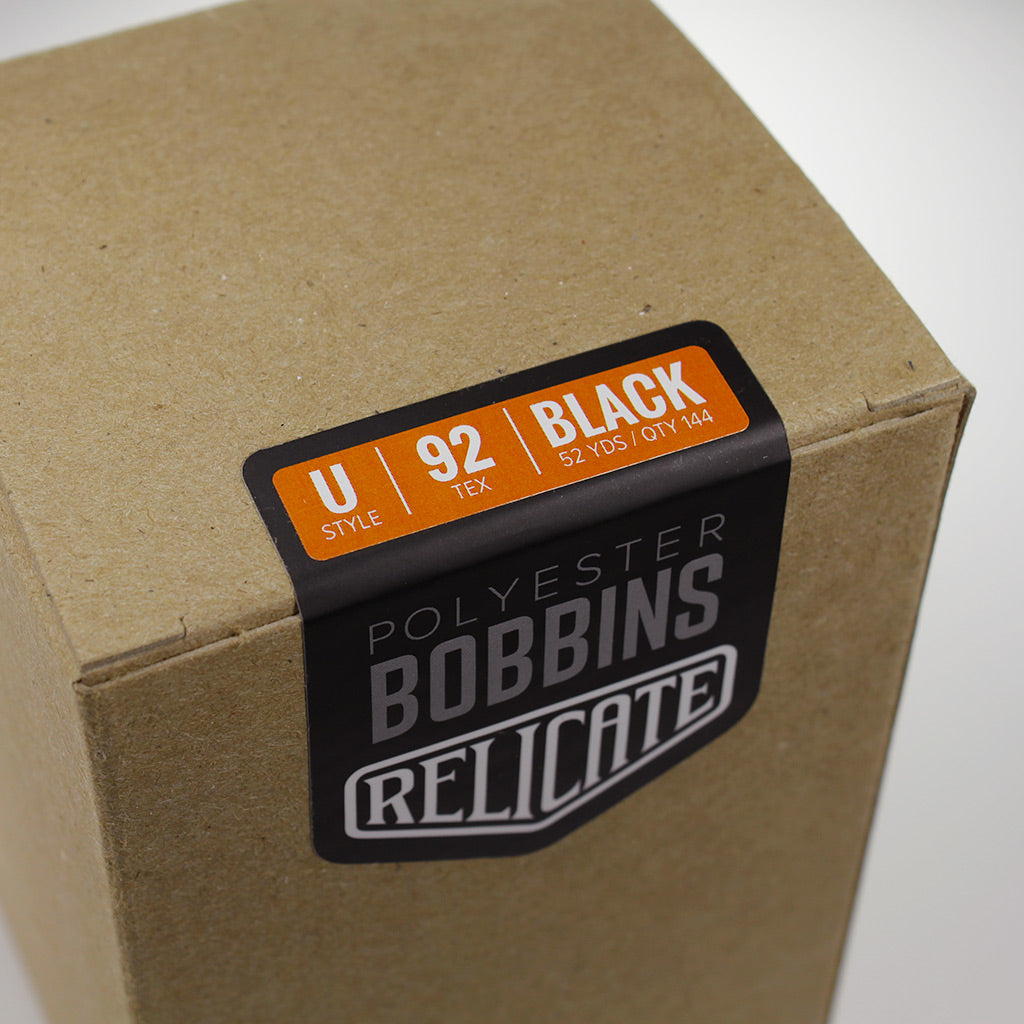 U 92 BLACK
STYLE TEX 52 YDS / QTY 144
POLYESTER
BOBBINS
RELICATE